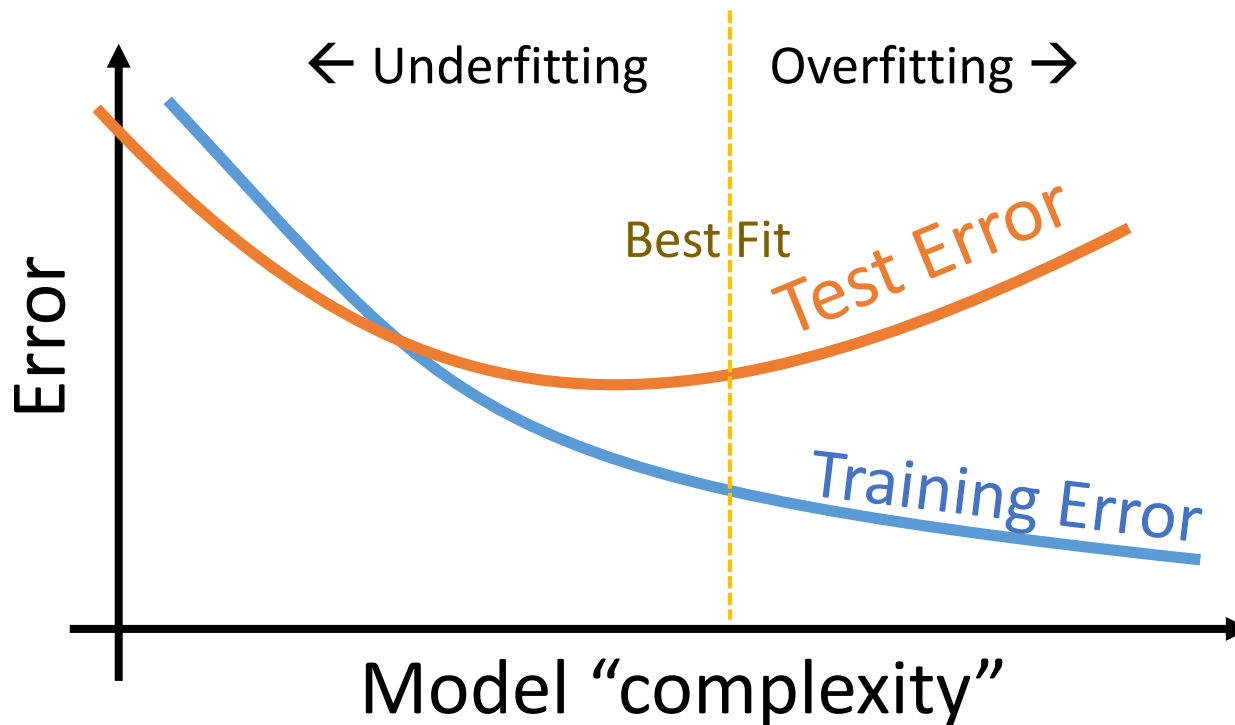 ← Underfitting
Overfitting →
Best Fit
Test Error
Error
Training Error
Model “complexity”